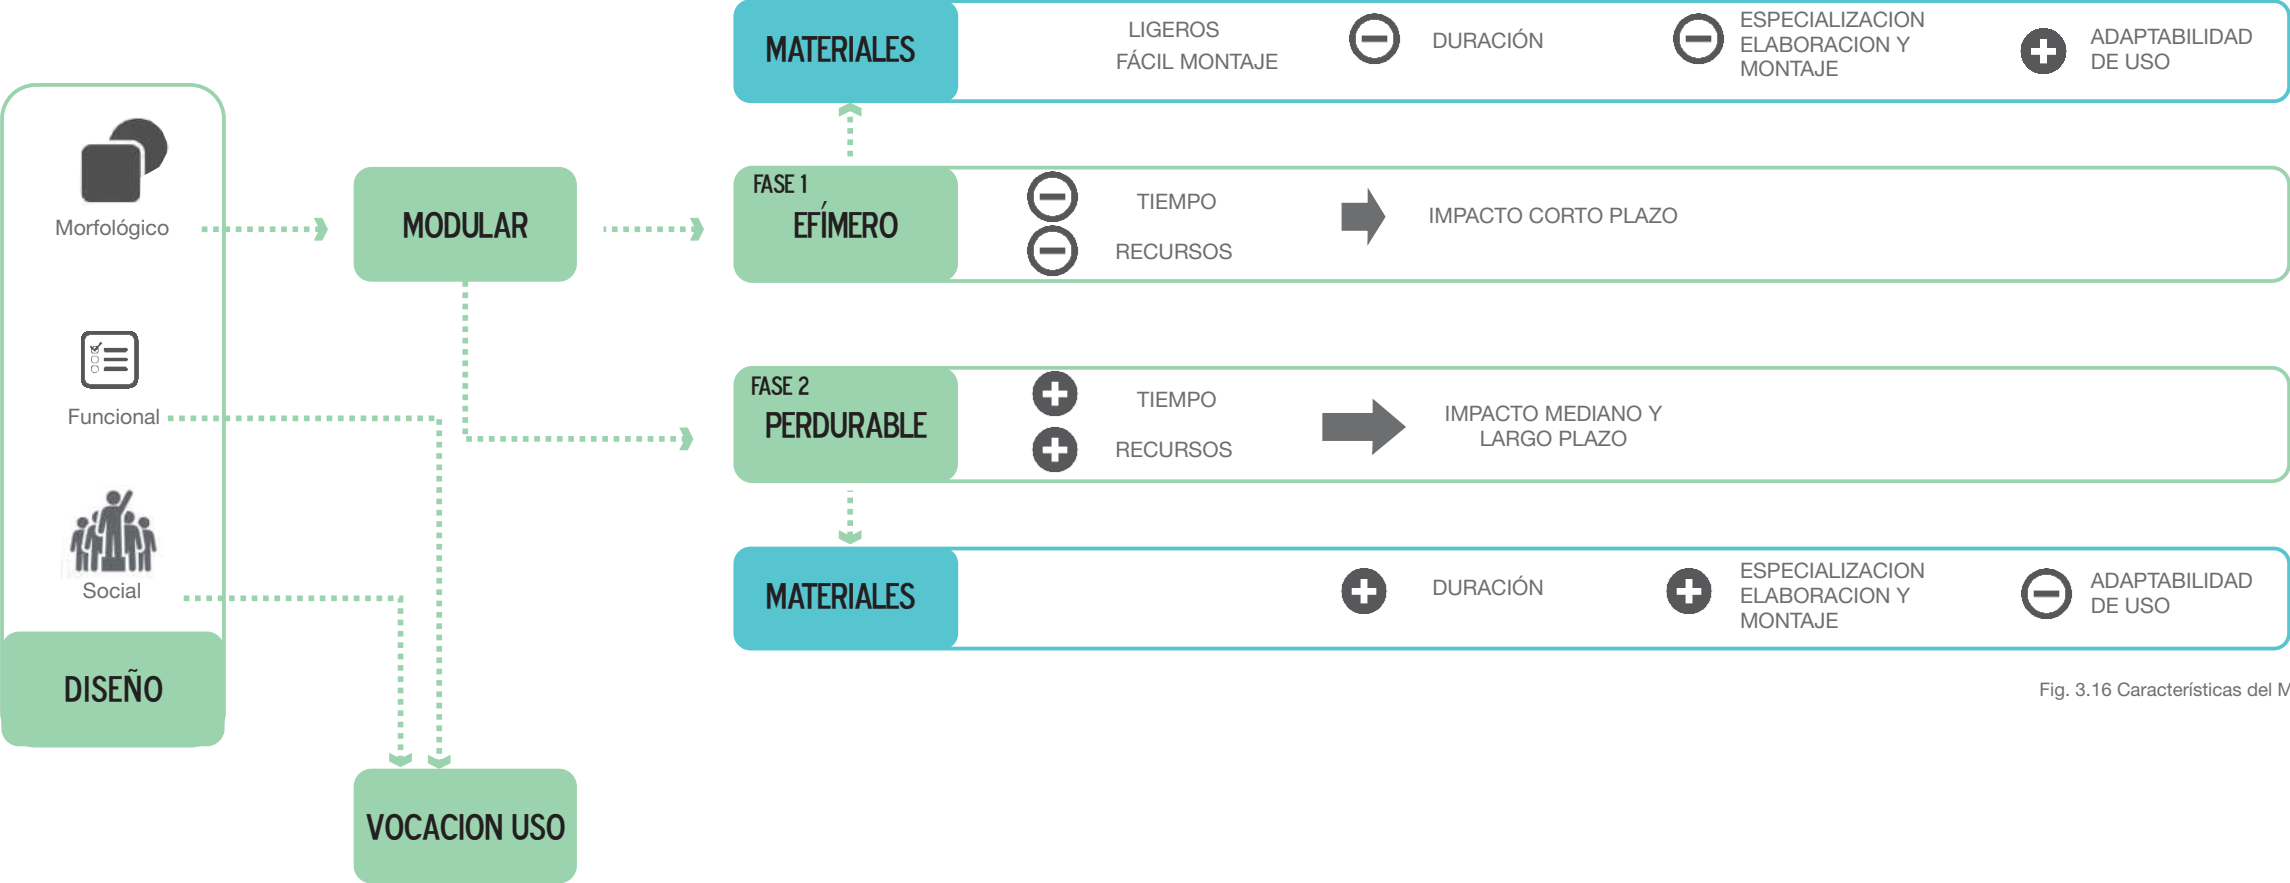 MATERIALES
LIGEROS
FÁCIL MONTAJE
DURACIÓN
ESPECIALIZACION
ELABORACION Y
MONTAJE
ADAPTABILIDAD
DE USO
Morfológico
MODULAR
FASE 1
EFÍMERO
TIEMPO
RECURSOS
IMPACTO CORTO PLAZO
Funcional
FASE 2
PERDURABLE
TIEMPO
RECURSOS
IMPACTO MEDIANO Y
LARGO PLAZO
Social
MATERIALES
DURACIÓN
ESPECIALIZACION
ELABORACION Y
MONTAJE
ADAPTABILIDAD
DE USO
DISEÑO
Fig. 3.16 Características del M
VOCACION USO